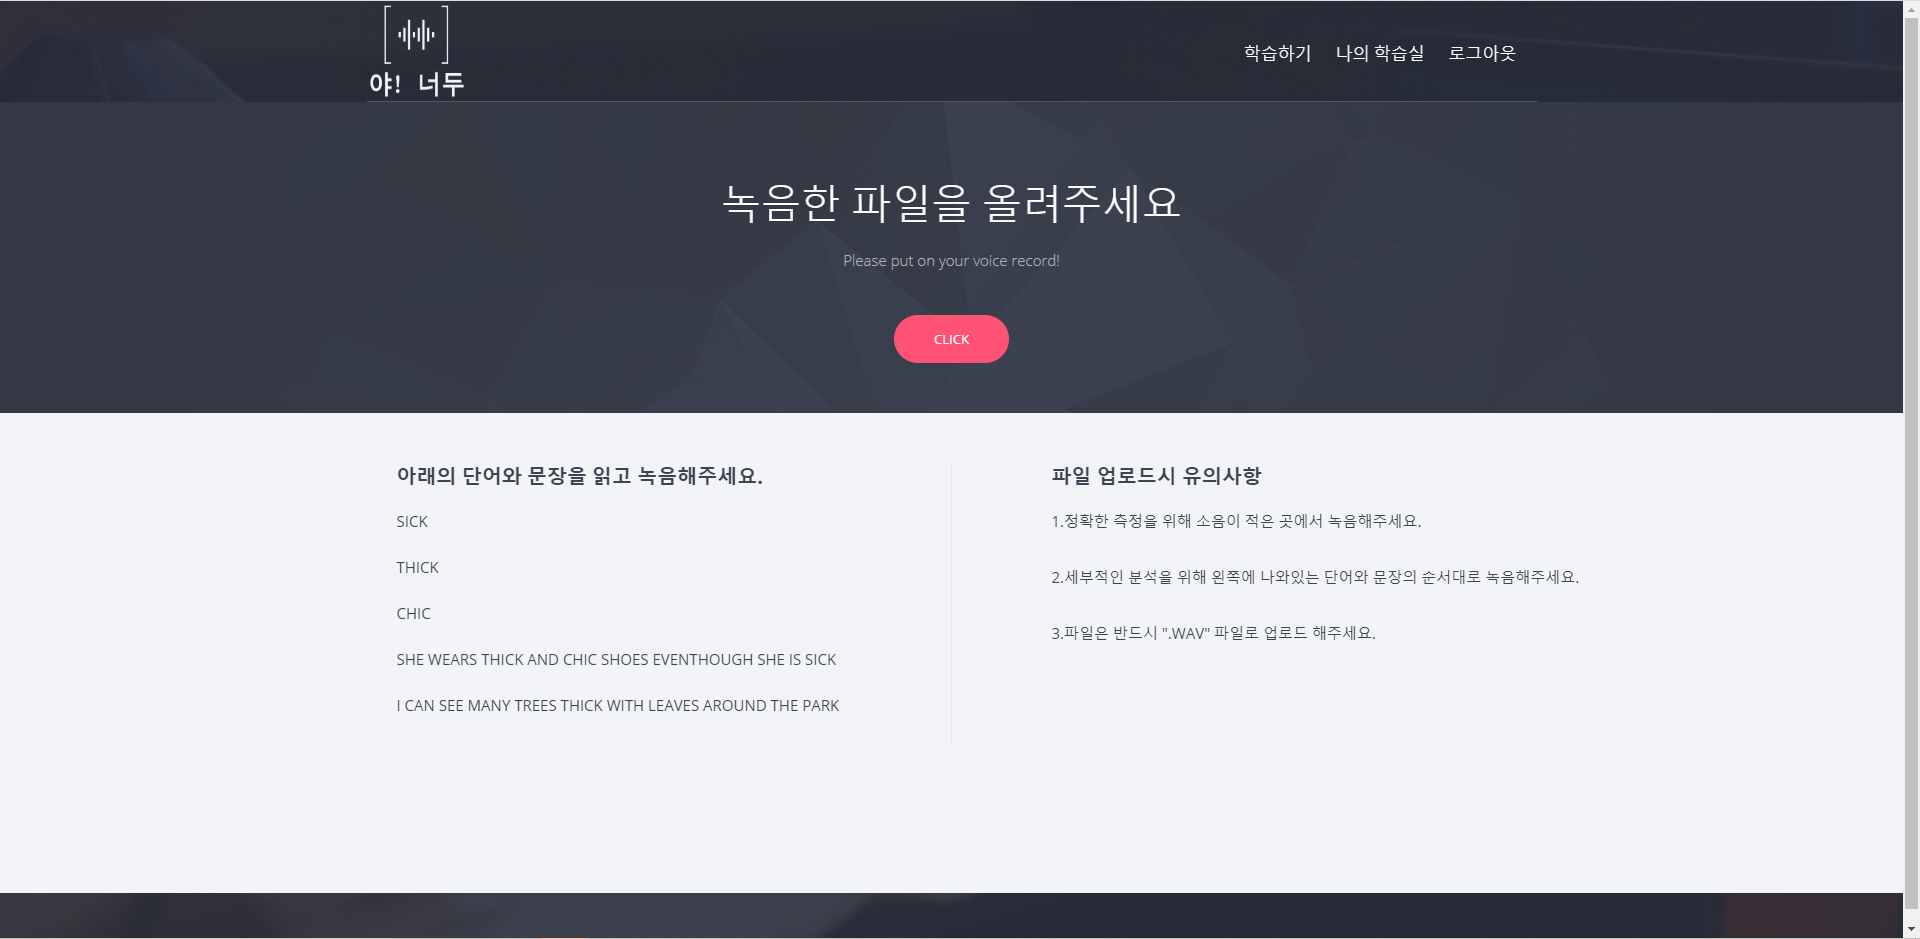 야! 너두
학습하기 나의 학습실 로그아웃
녹음한 파일을 올려주세요
Please put on your voice record!
CLICK
아래의 단어와 문장을 읽고 녹음해주세요.
SICK
THICK
CHIC
SHE WEARS THICK AND CHIC SHOES EVENTHOUGH SHE IS SICK
I CAN SEE MANY TREES THICK WITH LEAVES AROUND THE PARK
파일 업로드시 유의사항
1.정확한 측정을 위해 소음이 적은 곳에서 녹음해주세요.
2.세부적인 분석을 위해 왼쪽에 나와있는 단어와 문장의 순서대로 녹음해주세요.
3.파일은 반드시 ".WAV" 파일로 업로드 해주세요.